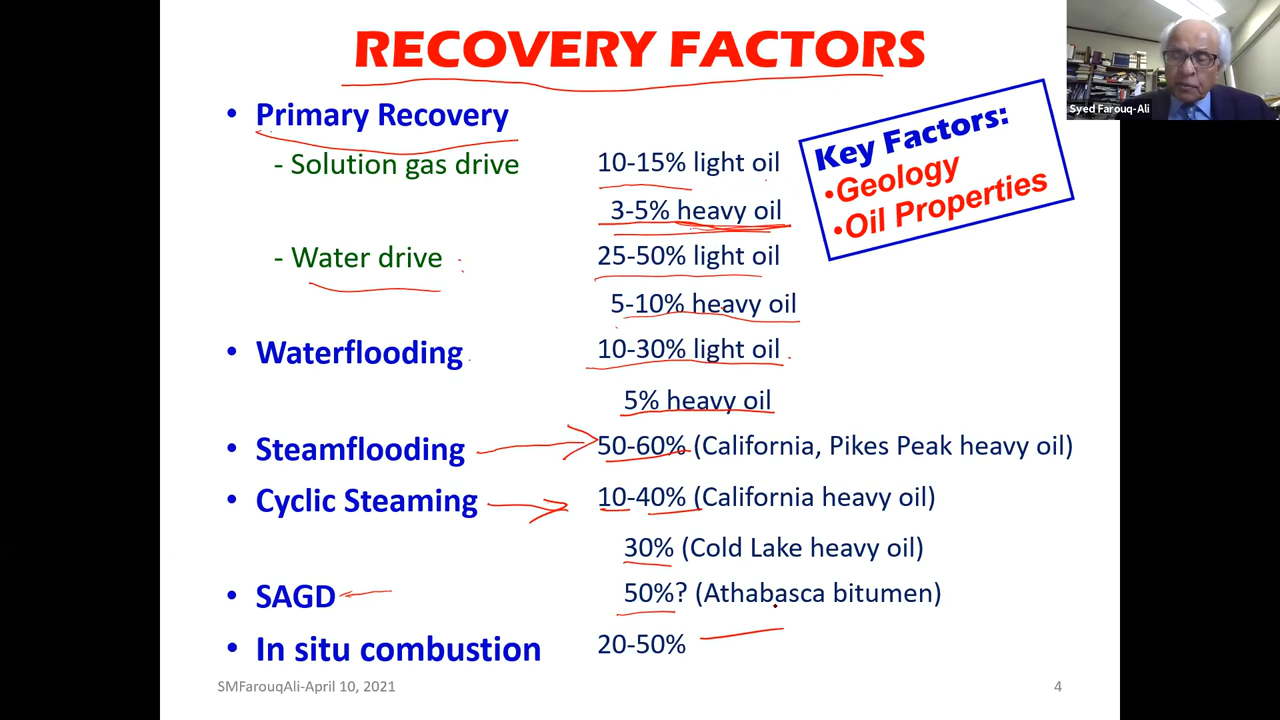 RECOVERY FACTORS
Syed Farouq-Ali
• Primary Recovery
- Solution gas drive 10-15% light oil
3-5% heavy oil
- Water drive 25-50% light oil
5-10% heavy oil
• Waterflooding 10-30% light oil
5% heavy oil
• Steamflooding 50-60% (California, Pikes Peak heavy oil)
• Cyclic Steaming 10-40% (California heavy oil)
30% (Cold Lake heavy oil)
• SAGD 50%? (Athabasca bitumen)
• In situ combustion 20-50%
Key Factors:
•Geology
•Oil Properties
SMFarouqAli-April 10, 2021 4